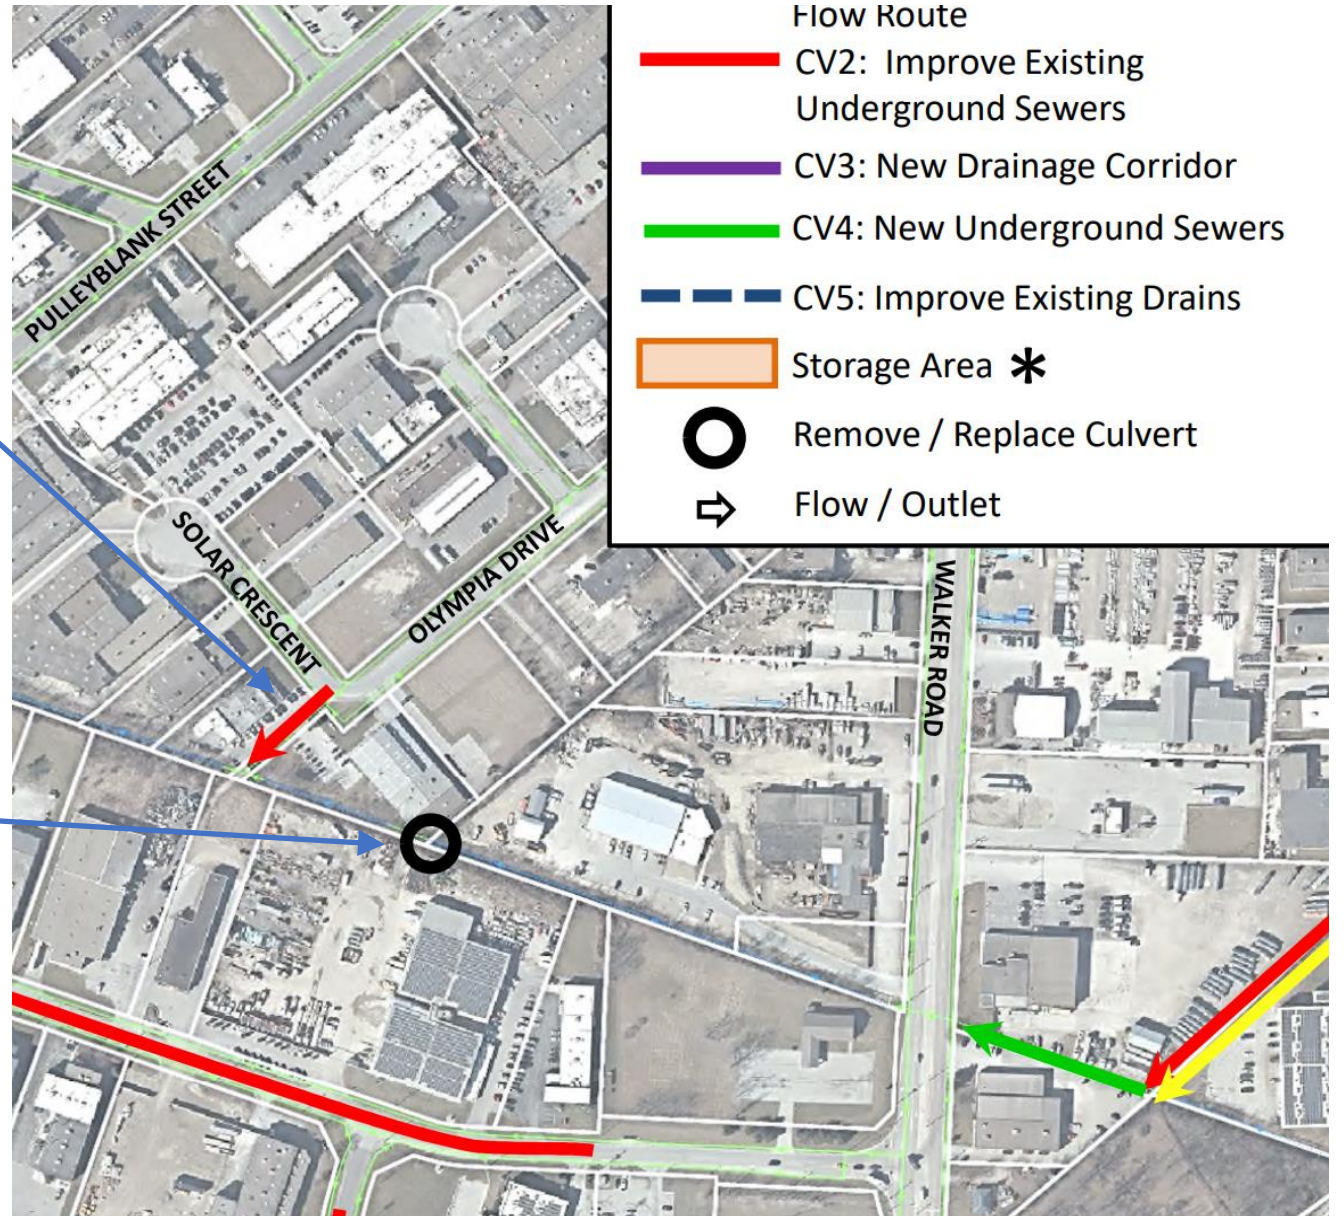 Flow Route
CV2: Improve Existing
Underground Sewers
CV3: New Drainage Corridor
CV4: New Underground Sewers
CV5: Improve Existing Drains
Storage Area *
Remove / Replace Culvert
Flow / Outlet
PULLEYBLANK STREET
SOLAR CRESCENT
OLYMPIA DRIVE
WALKER ROAD